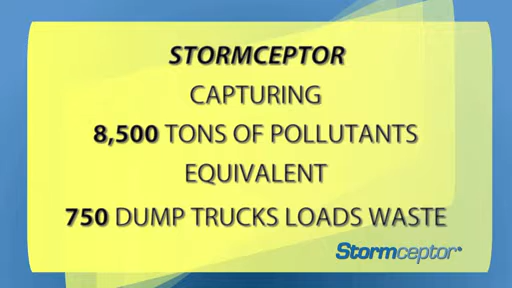 STORMCEPTOR
CAPTURING
8,500 TONS OF POLLUTANTS
EQUIVALENT
750 DUMP TRUCKS LOADS WASTE
Stormceptor®